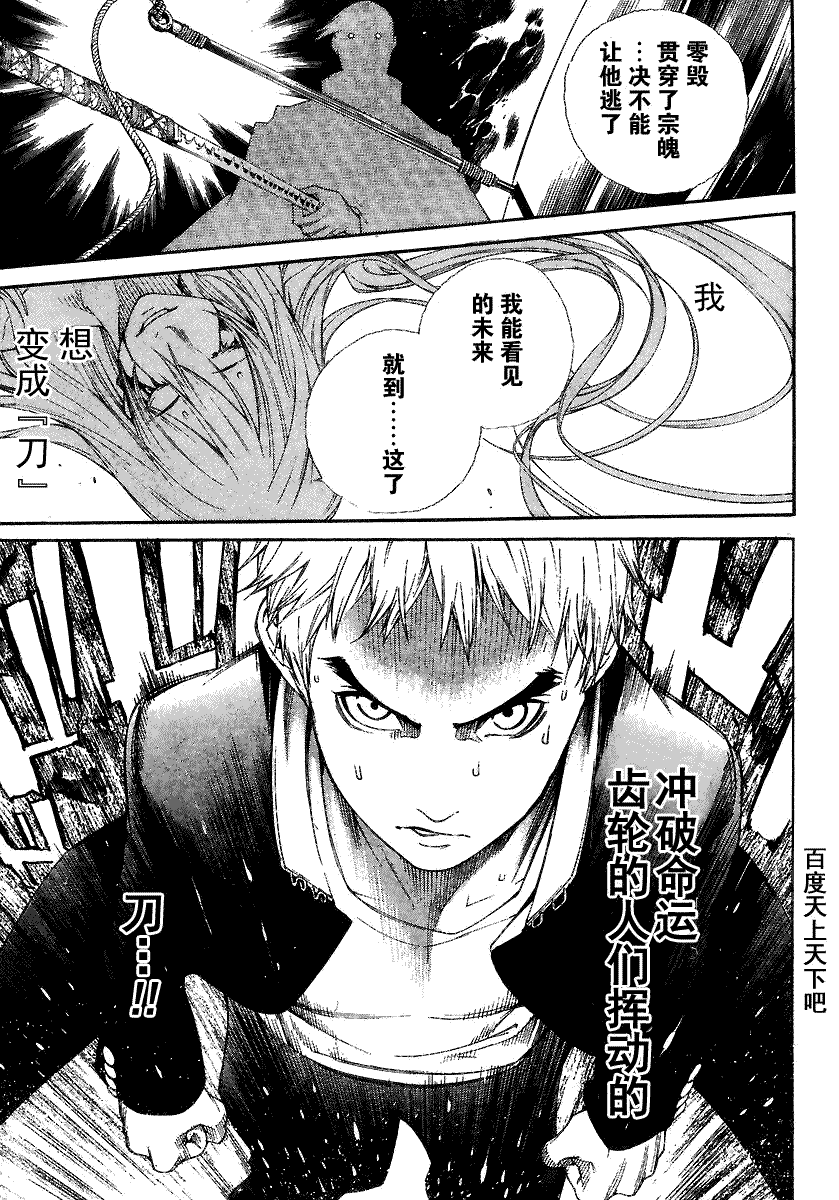 零毁
贯穿了宗魄
…决不能
让他逃了
我
我能看见
的未来
就到……这了
想
变成『刀』
冲破命运
齿轮的人们挥动的
刀…!!
百度天上天下吧